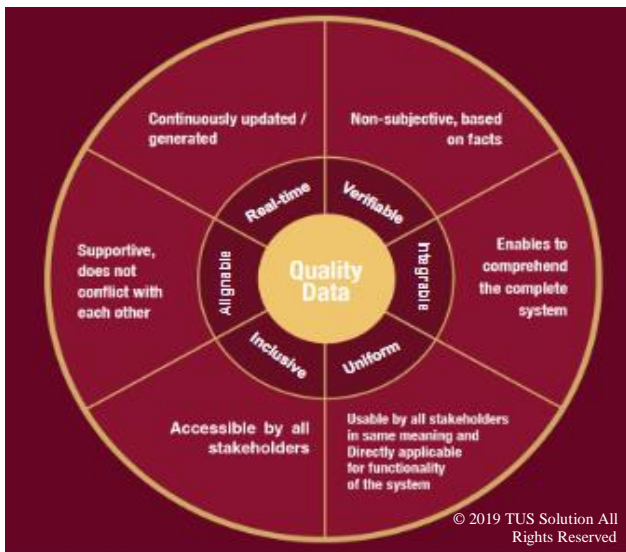 Continuously updated /
generated
Non-subjective, based
on facts
Real-time
Verifiable
Supportive,
does not
conflict with
each other
Alignable
Quality
Data
Integrable
Enables to
comprehend
the complete
system
Inclusive
Uniform
Accessible by all
stakeholders
Usable by all stakeholders
in same meaning and
Directly applicable
for functionality
of the system
© 2019 TUS Solution All
Rights Reserved